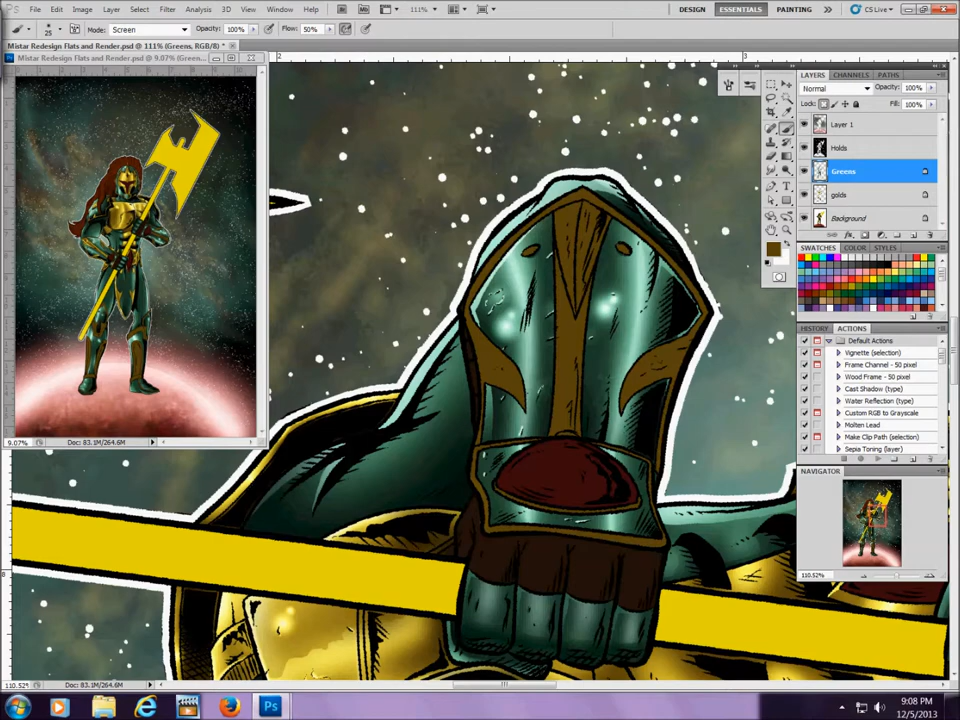 File Edit Image Layer Select Filter Analysis 3D View Window Help 111% DESIGN ESSENTIALS PAINTING CS Live
25 Mode: Screen Opacity: 100% Flow: 50%
Mistar Redesign Flats and Render.psd @ 111% (Greens, RGB/8) *
Mistar Redesign Flats and Render.psd @ 9.07% (Greens...
9.07% Doc: 83.1M/264.6M
LAYERS CHANNELS PATHS
Normal Opacity: 100%
Lock: Fill: 100%
Layer 1
Holds
Greens
golds
Background
SWATCHES COLOR STYLES
HISTORY ACTIONS
Default Actions
Vignette (selection)
Frame Channel - 50 pixel
Wood Frame - 50 pixel
Cast Shadow (type)
Water Reflection (type)
Custom RGB to Grayscale
Molten Lead
Make Clip Path (selection)
Sepia Toning (layer)
NAVIGATOR
110.52%
110.52% Doc: 83.1M/264.6M
9:08 PM
12/5/2013